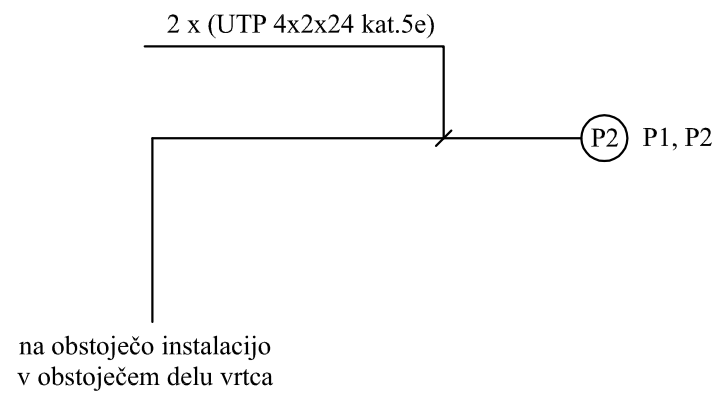 2 x (UTP 4x2x24 kat.5e)
P2 P1, P2
na obstoječo instalacijo
v obstoječem delu vrtca